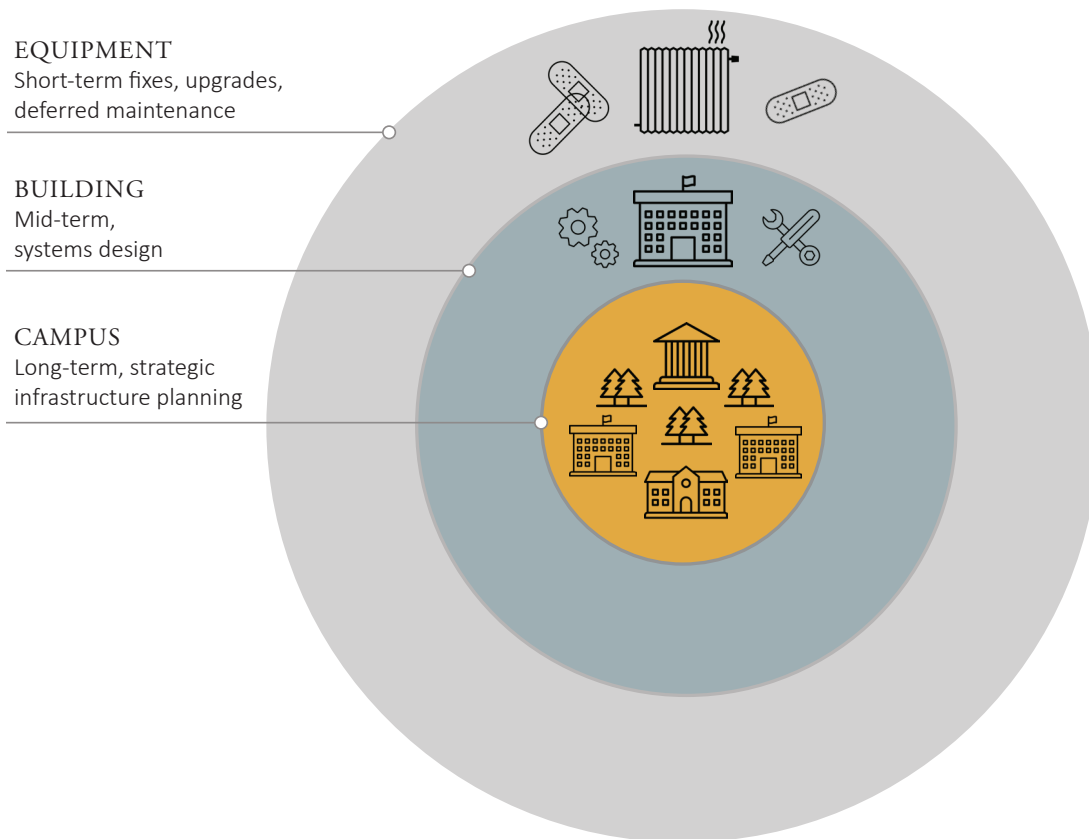 EQUIPMENT
Short-term fixes, upgrades,
deferred maintenance
BUILDING
Mid-term,
systems design
CAMPUS
Long-term, strategic
infrastructure planning